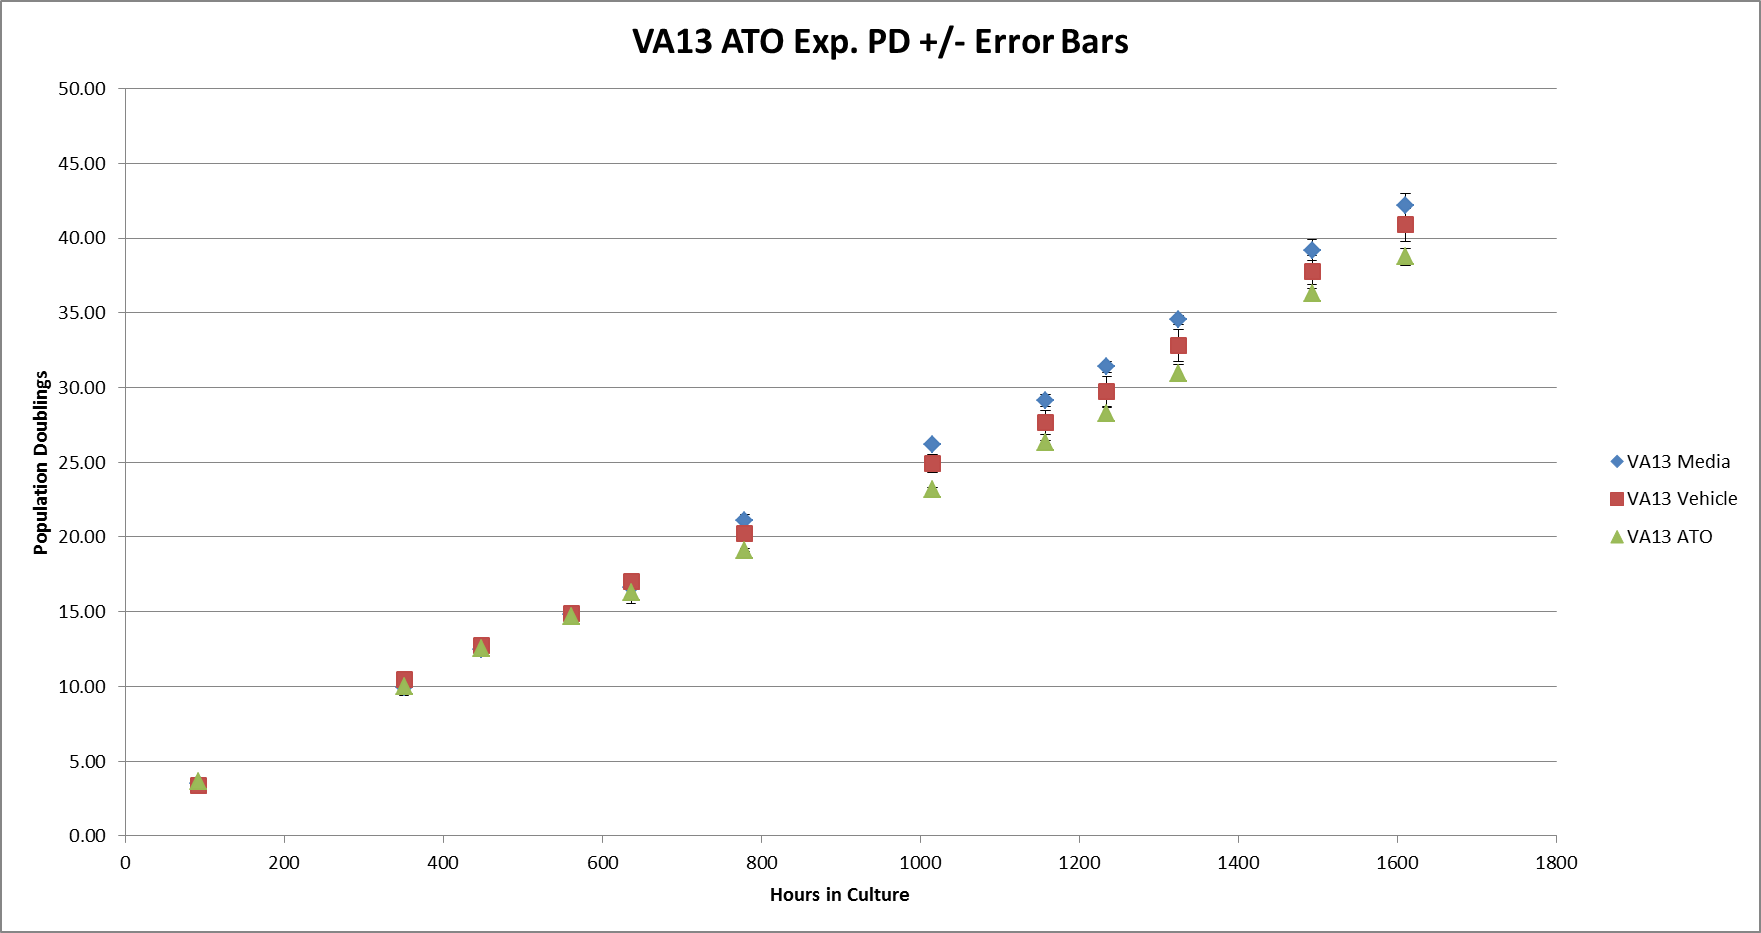 VA13 ATO Exp. PD +/- Error Bars
50.00
45.00
40.00
35.00
30.00
25.00
20.00
15.00
10.00
5.00
0.00
Population Doublings
0 200 400 600 800 1000 1200 1400 1600 1800
Hours in Culture
VA13 Media
VA13 Vehicle
VA13 ATO